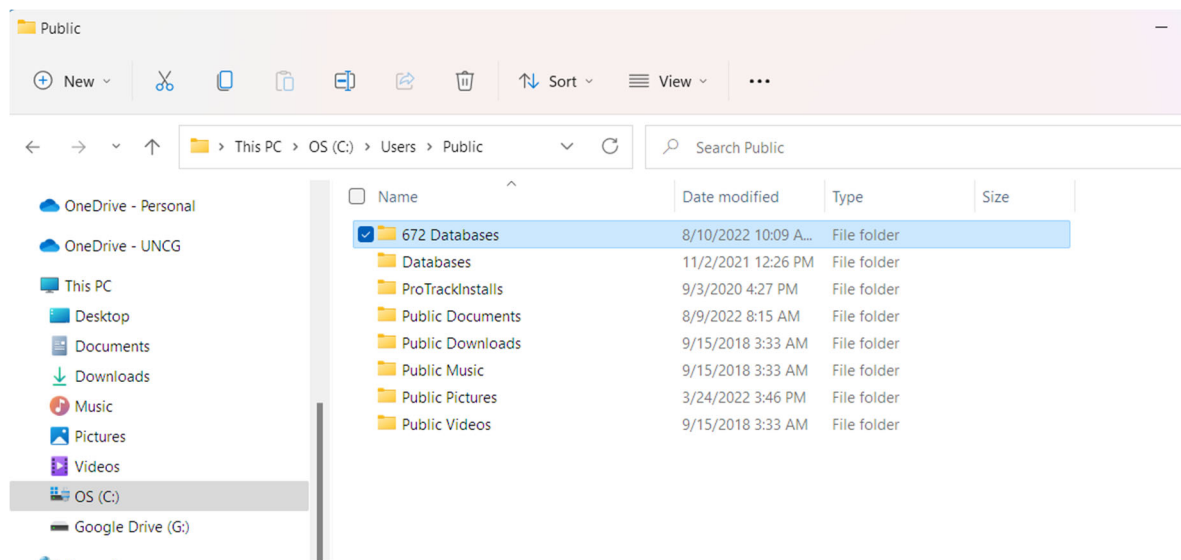 Public
New Sort View
This PC > OS (C:) > Users > Public Search Public
OneDrive - Personal
OneDrive - UNCG
This PC
Desktop
Documents
Downloads
Music
Pictures
Videos
OS (C:)
Google Drive (G:)
Name Date modified Type Size
672 Databases 8/10/2022 10:09 A... File folder
Databases 11/2/2021 12:26 PM File folder
ProTrackInstalls 9/3/2020 4:27 PM File folder
Public Documents 8/9/2022 8:15 AM File folder
Public Downloads 9/15/2018 3:33 AM File folder
Public Music 9/15/2018 3:33 AM File folder
Public Pictures 3/24/2022 3:46 PM File folder
Public Videos 9/15/2018 3:33 AM File folder